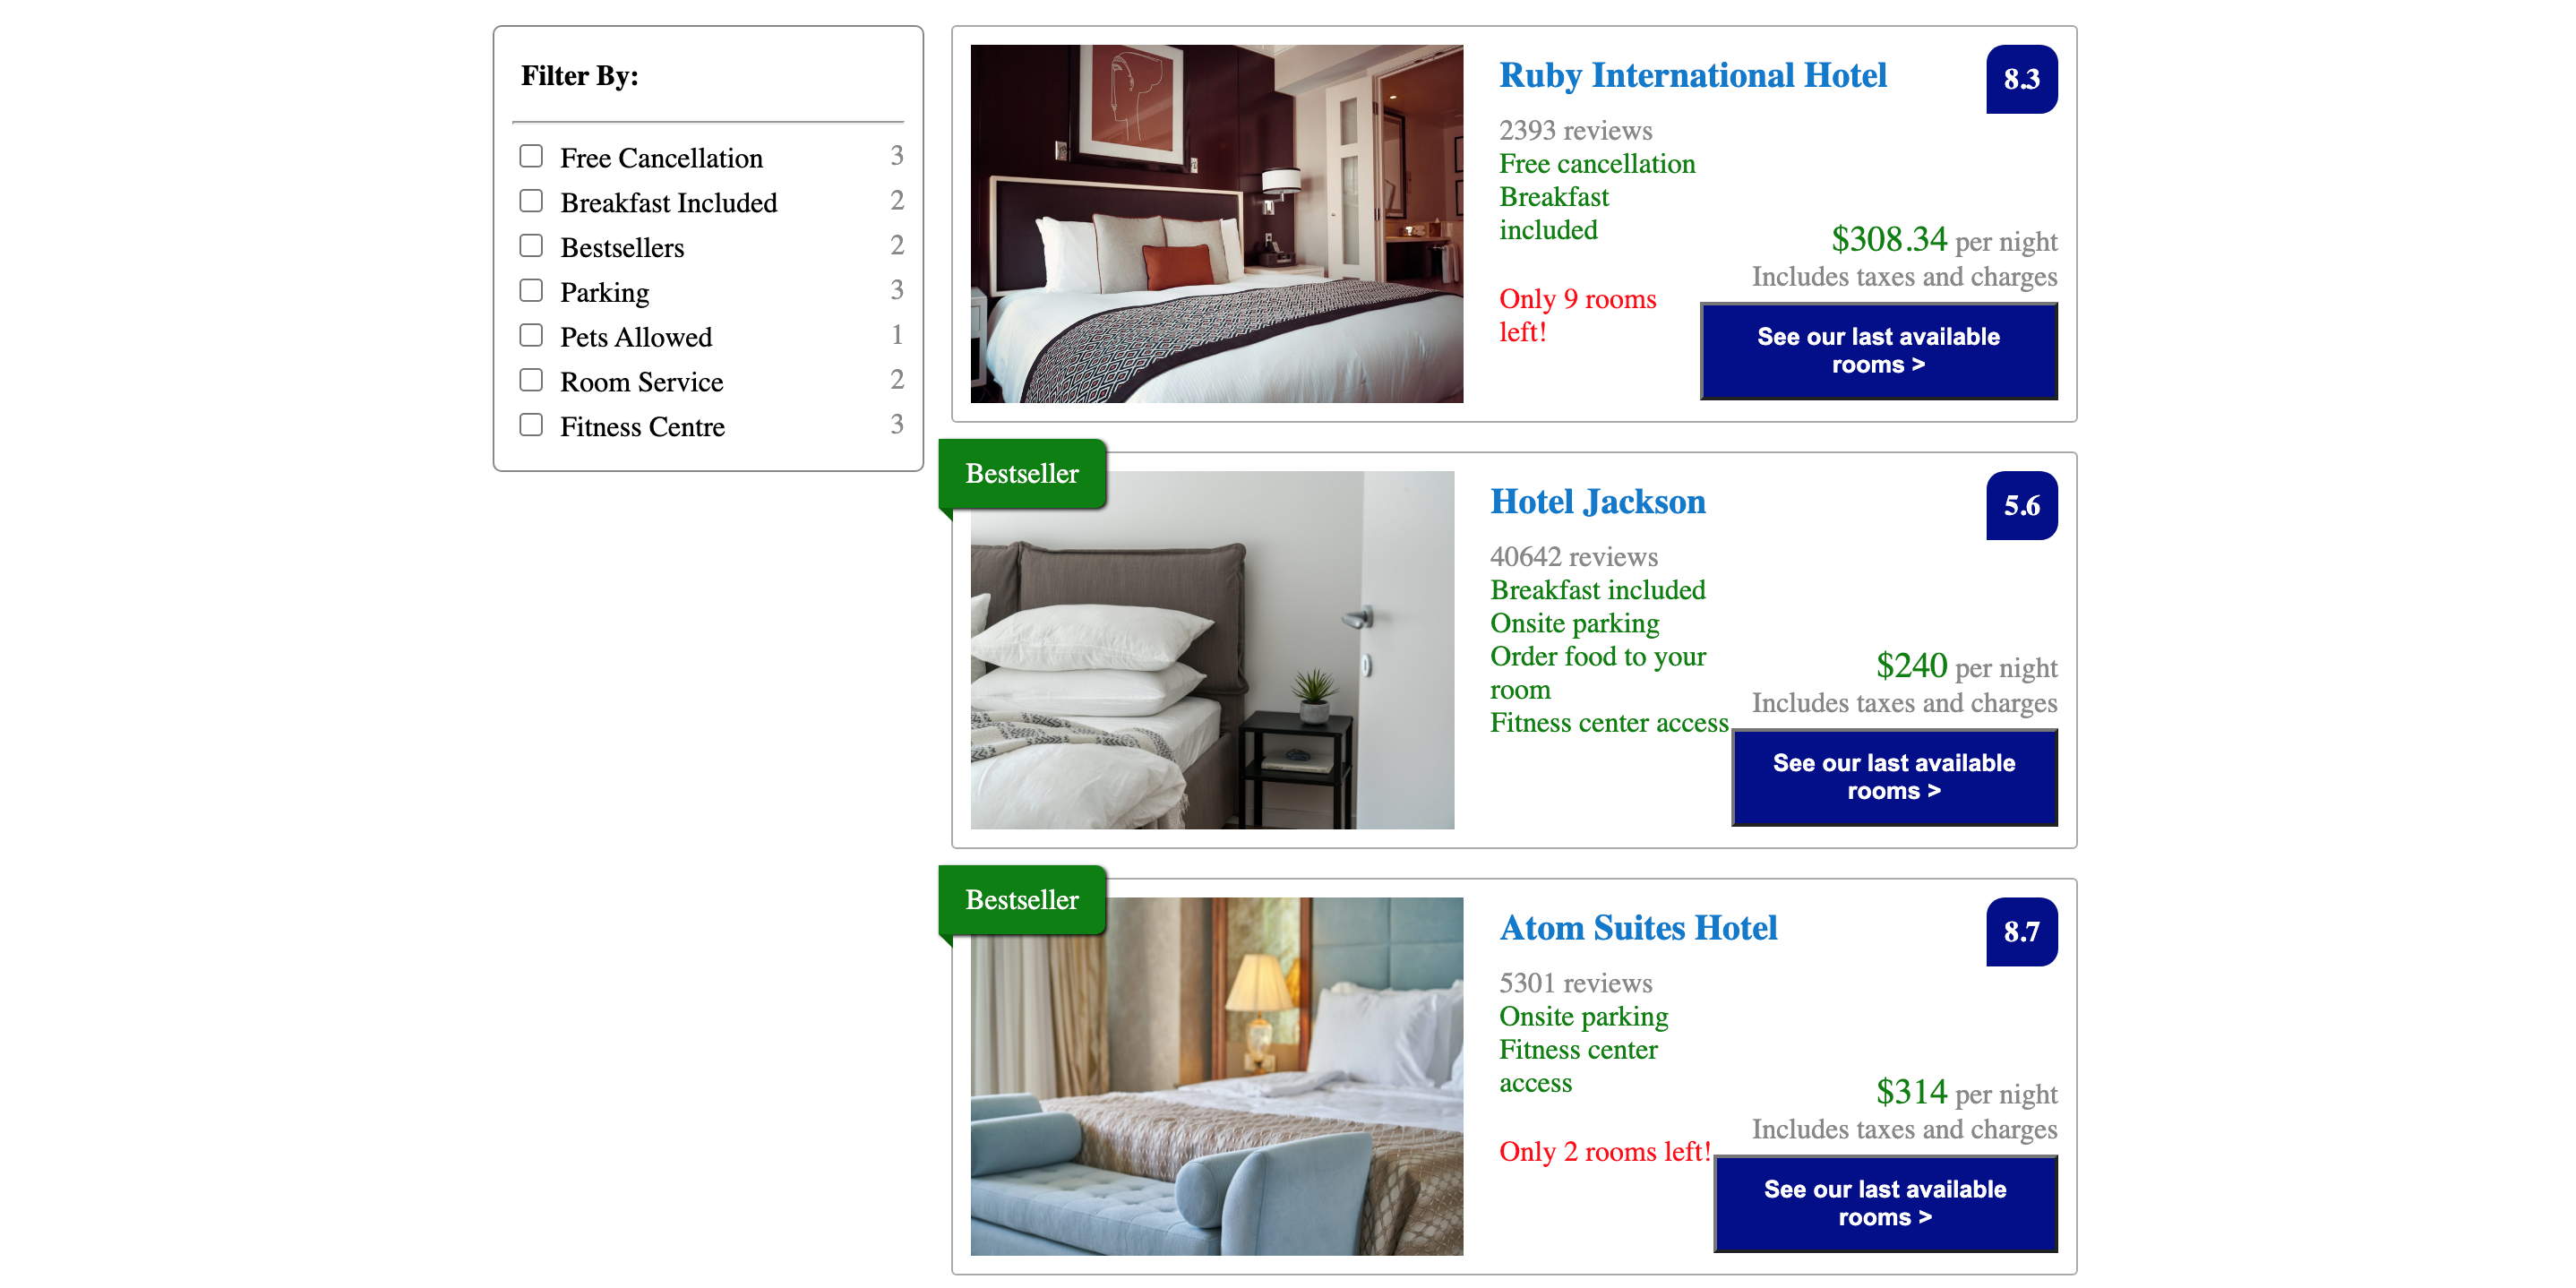 Filter By:
Free Cancellation 3
Breakfast Included 2
Bestsellers 2
Parking 3
Pets Allowed 1
Room Service 2
Fitness Centre 3
Ruby International Hotel
8.3
2393 reviews
Free cancellation
Breakfast
included
Only 9 rooms
left!
$308.34 per night
Includes taxes and charges
See our last available
rooms >
Bestseller
Hotel Jackson
5.6
40642 reviews
Breakfast included
Onsite parking
Order food to your
room
Fitness center access
$240 per night
Includes taxes and charges
See our last available
rooms >
Bestseller
Atom Suites Hotel
8.7
5301 reviews
Onsite parking
Fitness center
access
Only 2 rooms left!
$314 per night
Includes taxes and charges
See our last available
rooms >